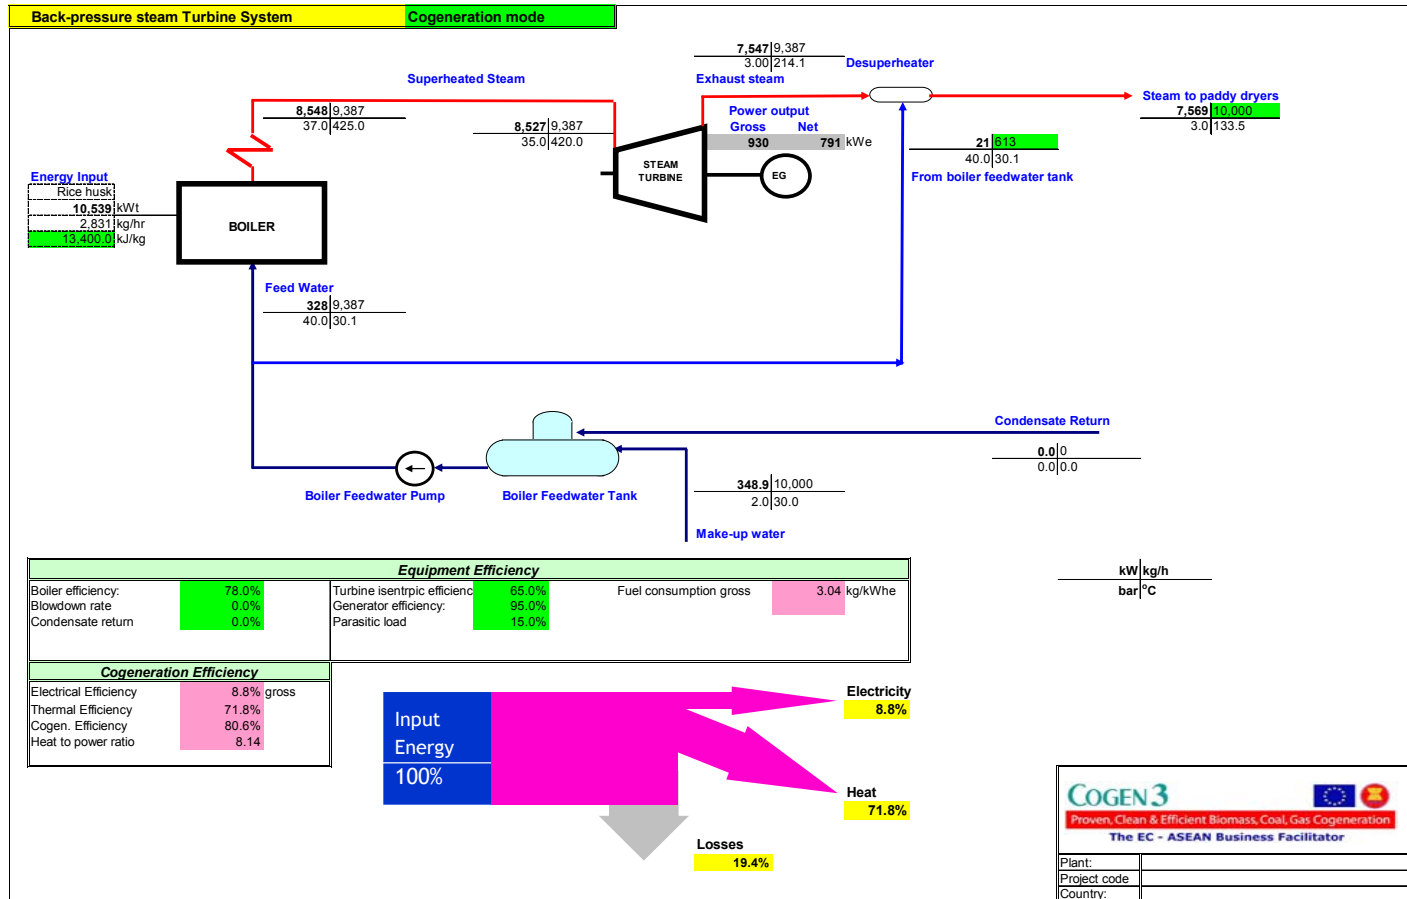 Back-pressure steam Turbine System Cogeneration mode
7,547 9,387
3.00 214.1
Desuperheater
Superheated Steam
Exhaust steam
Steam to paddy dryers
8,548 9,387
37.0 425.0
Power output
Gross Net
930 791 kWe
7,569 10,000
3.0 133.5
8,527 9,387
35.0 420.0
21 613
40.0 30.1
From boiler feedwater tank
STEAM
TURBINE
EG
Energy Input
Rice husk
10,539 kWt
2,831 kg/hr
13,400.0 kJ/kg
BOILER
Feed Water
328 9,387
40.0 30.1
Condensate Return
0.0 0
0.0 0.0
Boiler Feedwater Pump
Boiler Feedwater Tank
348.9 10,000
2.0 30.0
Make-up water
kW kg/h
bar °C
Equipment Efficiency
Boiler efficiency: 78.0% Turbine isentrpic efficienc 65.0% Fuel consumption gross 3.04 kg/kWhe
Blowdown rate 0.0% Generator efficiency: 95.0%
Condensate return 0.0% Parasitic load 15.0%
Cogeneration Efficiency
Electrical Efficiency 8.8% gross
Thermal Efficiency 71.8%
Cogen. Efficiency 80.6%
Heat to power ratio 8.14
Input
Energy
100%
Electricity
8.8%
Heat
71.8%
Losses
19.4%
COGEN 3
Proven, Clean & Efficient Biomass, Coal, Gas Cogeneration
The EC - ASEAN Business Facilitator
Plant:
Project code
Country: